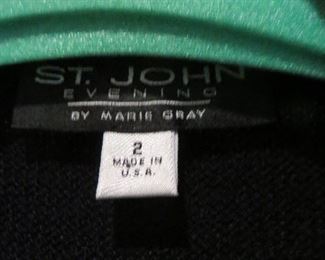 ST. JOHN
EVENING
BY MARIE GRAY
2
MADE IN
U.S.A.